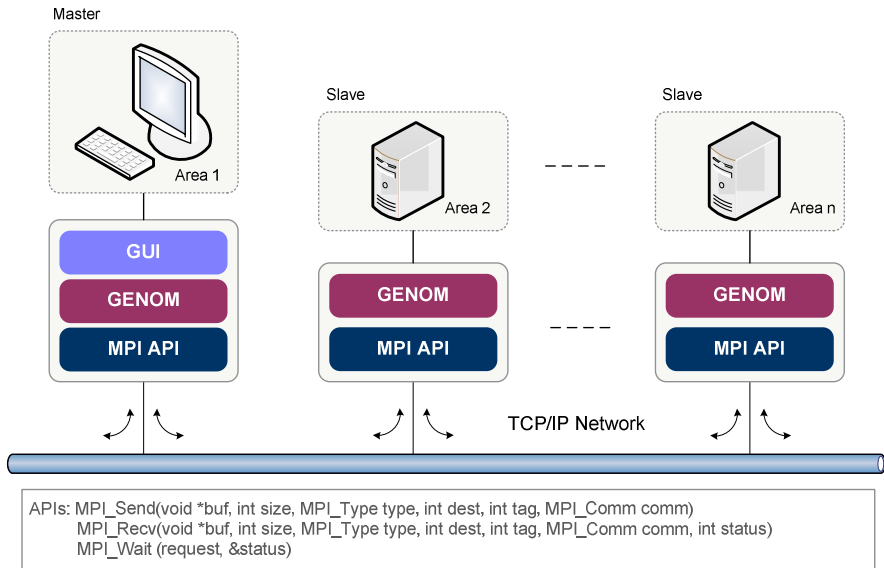 Master
Area 1
Slave
Area 2
Slave
Area n
GUI
GENOM
MPI API
GENOM
MPI API
GENOM
MPI API
TCP/IP Network
APIs: MPI_Send(void *buf, int size, MPI_Type type, int dest, int tag, MPI_Comm comm)
MPI_Recv(void *buf, int size, MPI_Type type, int dest, int tag, MPI_Comm comm, int status)
MPI_Wait (request, &status)